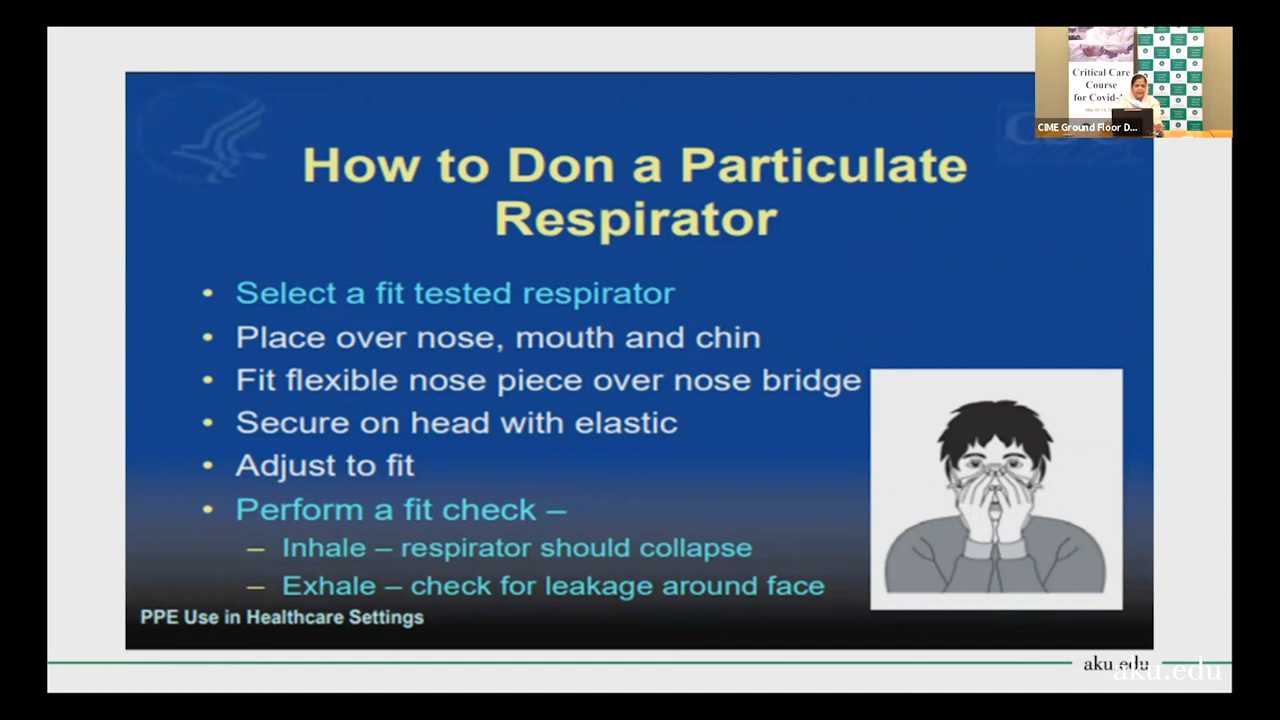 How to Don a Particulate
Respirator
• Select a fit tested respirator
• Place over nose, mouth and chin
• Fit flexible nose piece over nose bridge
• Secure on head with elastic
• Adjust to fit
• Perform a fit check –
– Inhale – respirator should collapse
– Exhale – check for leakage around face
PPE Use in Healthcare Settings
Critical Care
Course
for Covid-
CIME Ground Floor D...
aku.edu
aku.edu